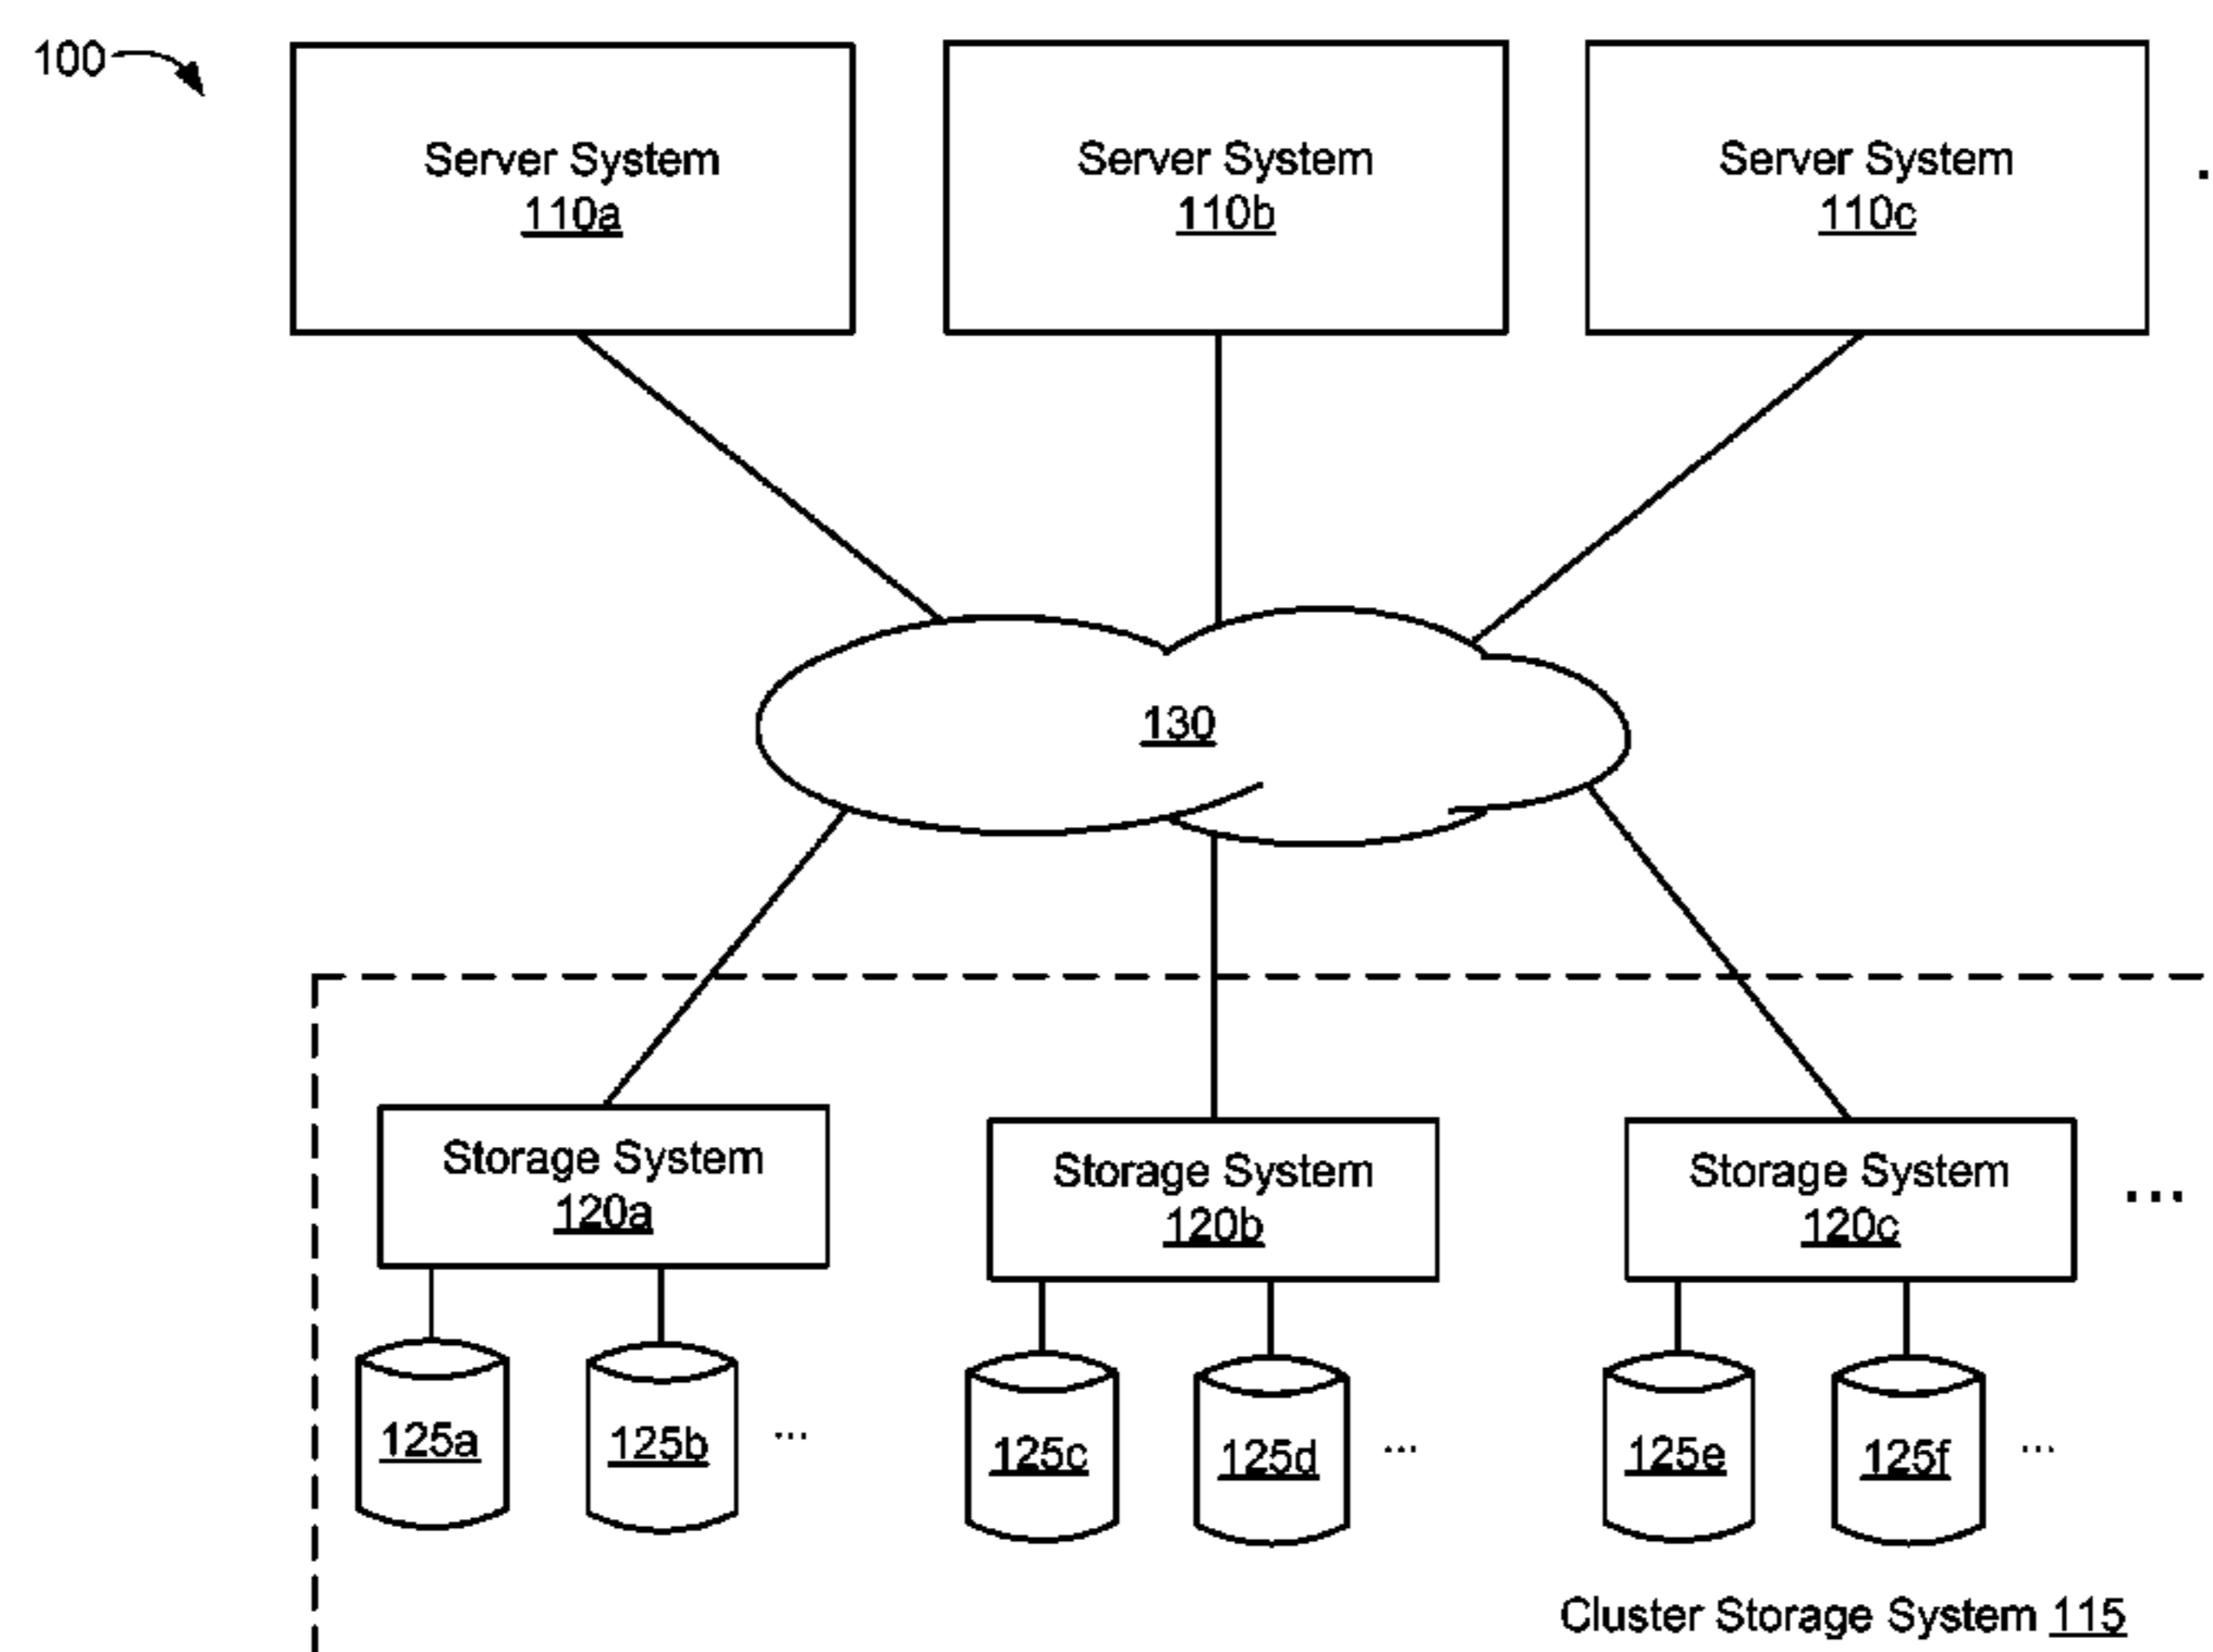 100
Server System
110a
Server System
110b
Server System
110c
.
130
Storage System
120a
Storage System
120b
Storage System
120c
...
125a
125b
...
125c
125d
...
125e
125f
...
Cluster Storage System 115